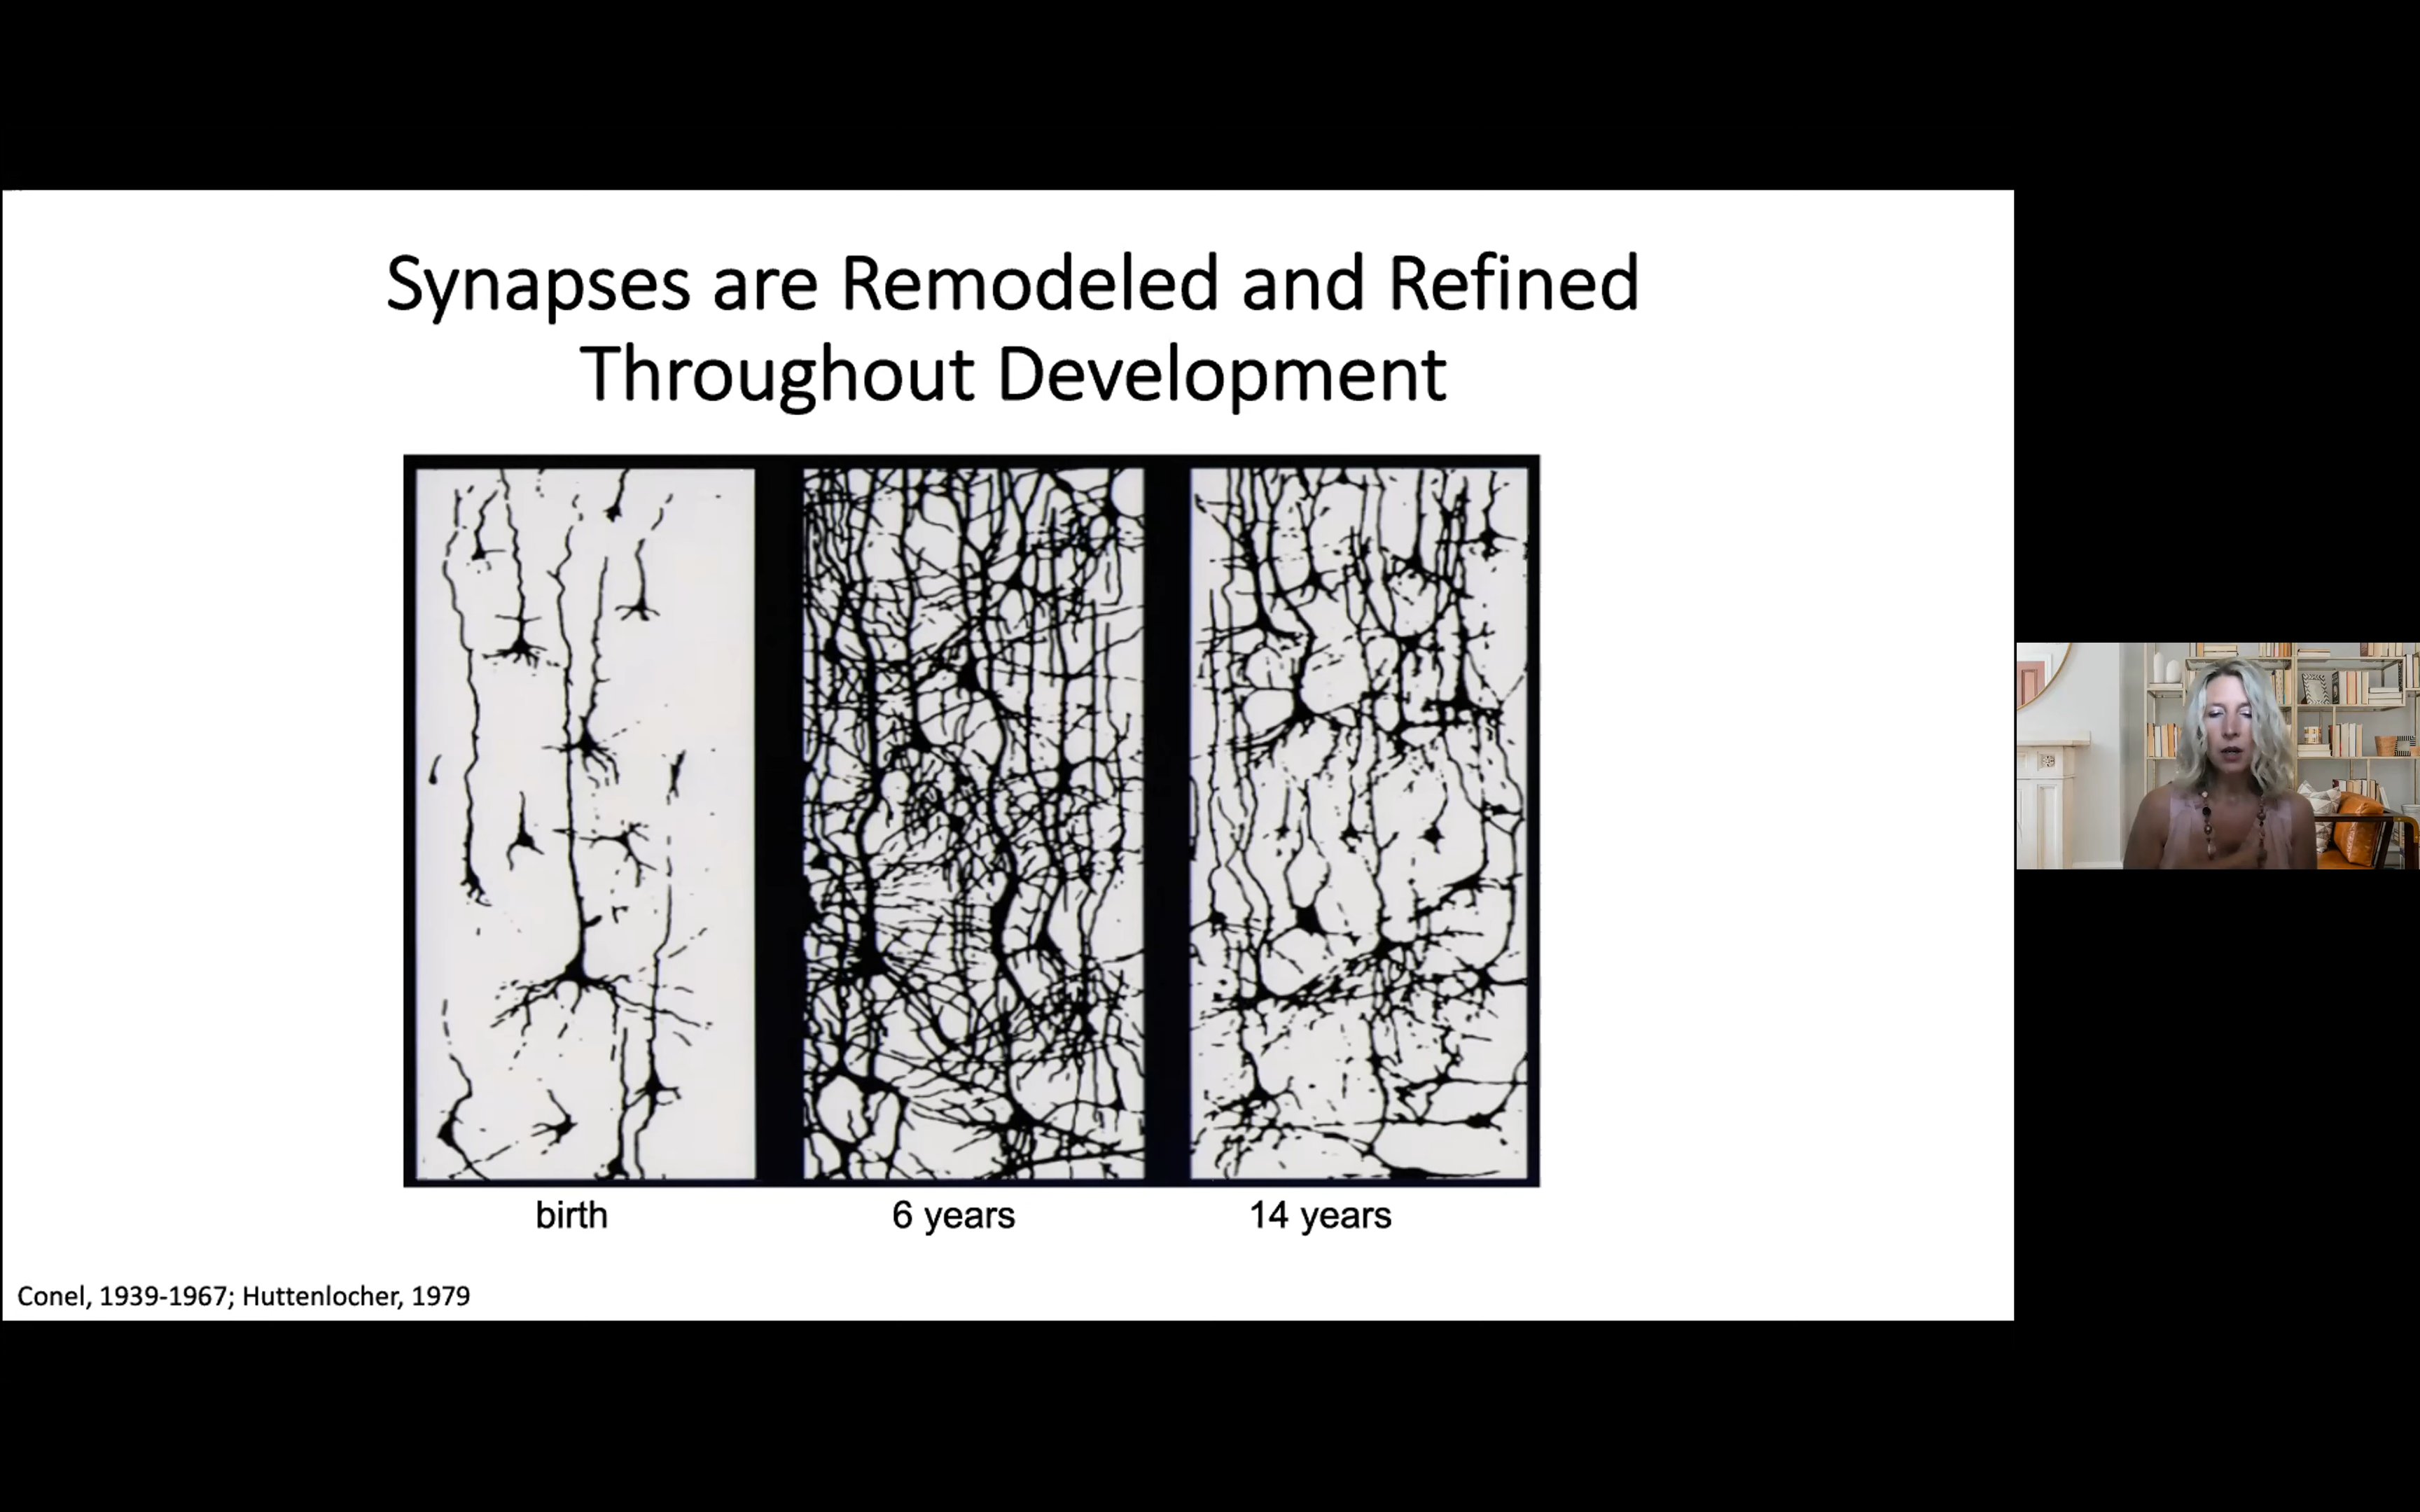 Synapses are Remodeled and Refined
Throughout Development
birth
6 years
14 years
Conel, 1939-1967; Huttenlocher, 1979